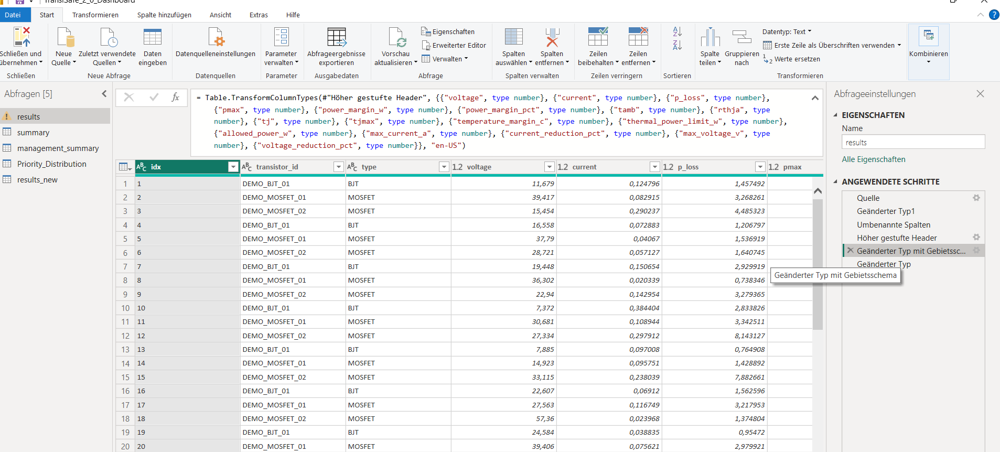 TransiSafe_2_0_Dashboard
Datei Start Transformieren Spalte hinzufügen Ansicht Extras Hilfe
Schließen und übernehmen
Neue Quelle
Zuletzt verwendete Quellen
Daten eingeben
Datenquelleneinstellungen
Parameter verwalten
Abfrageergebnisse exportieren
Vorschau aktualisieren
Eigenschaften
Erweiterter Editor
Verwalten
Spalten auswählen
Spalten entfernen
Zeilen beibehalten
Zeilen entfernen
Spalte teilen
Gruppieren nach
Datentyp: Text
Erste Zeile als Überschriften verwenden
Werte ersetzen
Kombinieren
Schließen Neue Abfrage Datenquellen Parameter Ausgabedaten Abfrage Spalten verwalten Zeilen verringern Sortieren Transformieren
Abfragen [5]
results
summary
management_summary
Priority_Distribution
results_new
fx
= Table.TransformColumnTypes(#"Höher gestufte Header", {{"voltage", type number}, {"current", type number}, {"p_loss", type number},
{"pmax", type number}, {"power_margin_w", type number}, {"power_margin_pct", type number}, {"tamb", type number}, {"rthja", type
number}, {"tj", type number}, {"tjmax", type number}, {"temperature_margin_c", type number}, {"thermal_power_limit_w", type number},
{"allowed_power_w", type number}, {"max_current_a", type number}, {"current_reduction_pct", type number}, {"max_voltage_v", type
number}, {"voltage_reduction_pct", type number}}, "en-US")
ABC idx ABC transistor_id ABC type 1.2 voltage 1.2 current 1.2 p_loss 1.2 pmax
1 1 DEMO_BJT_01 BJT 11,679 0,124796 1,457492
2 2 DEMO_MOSFET_01 MOSFET 39,417 0,082915 3,268261
3 3 DEMO_MOSFET_02 MOSFET 15,454 0,290237 4,485323
4 4 DEMO_BJT_01 BJT 16,558 0,072883 1,206797
5 5 DEMO_MOSFET_01 MOSFET 37,79 0,04067 1,536919
6 6 DEMO_MOSFET_02 MOSFET 28,721 0,057127 1,640745
7 7 DEMO_BJT_01 BJT 19,448 0,150654 2,929919
8 8 DEMO_MOSFET_01 MOSFET 36,302 0,020339 0,738346
9 9 DEMO_MOSFET_02 MOSFET 22,94 0,142954 3,279365
10 10 DEMO_BJT_01 BJT 7,372 0,384404 2,833826
11 11 DEMO_MOSFET_01 MOSFET 30,681 0,108944 3,342511
12 12 DEMO_MOSFET_02 MOSFET 27,334 0,297912 8,143127
13 13 DEMO_BJT_01 BJT 7,885 0,097008 0,764908
14 14 DEMO_MOSFET_01 MOSFET 14,923 0,095751 1,428892
15 15 DEMO_MOSFET_02 MOSFET 33,115 0,238039 7,882661
16 16 DEMO_BJT_01 BJT 22,607 0,06912 1,562596
17 17 DEMO_MOSFET_01 MOSFET 27,563 0,116749 3,217953
18 18 DEMO_MOSFET_02 MOSFET 57,36 0,023968 1,374804
19 19 DEMO_BJT_01 BJT 24,584 0,038835 0,95472
20 20 DEMO_MOSFET_01 MOSFET 39,406 0,075621 2,979921
Abfrageeinstellungen
EIGENSCHAFTEN
Name
results
Alle Eigenschaften
ANGEWENDETE SCHRITTE
Quelle
Geänderter Typ1
Umbenannte Spalten
Höher gestufte Header
Geänderter Typ mit Gebietssc...
Geänderter Typ
Geänderter Typ mit Gebietsschema